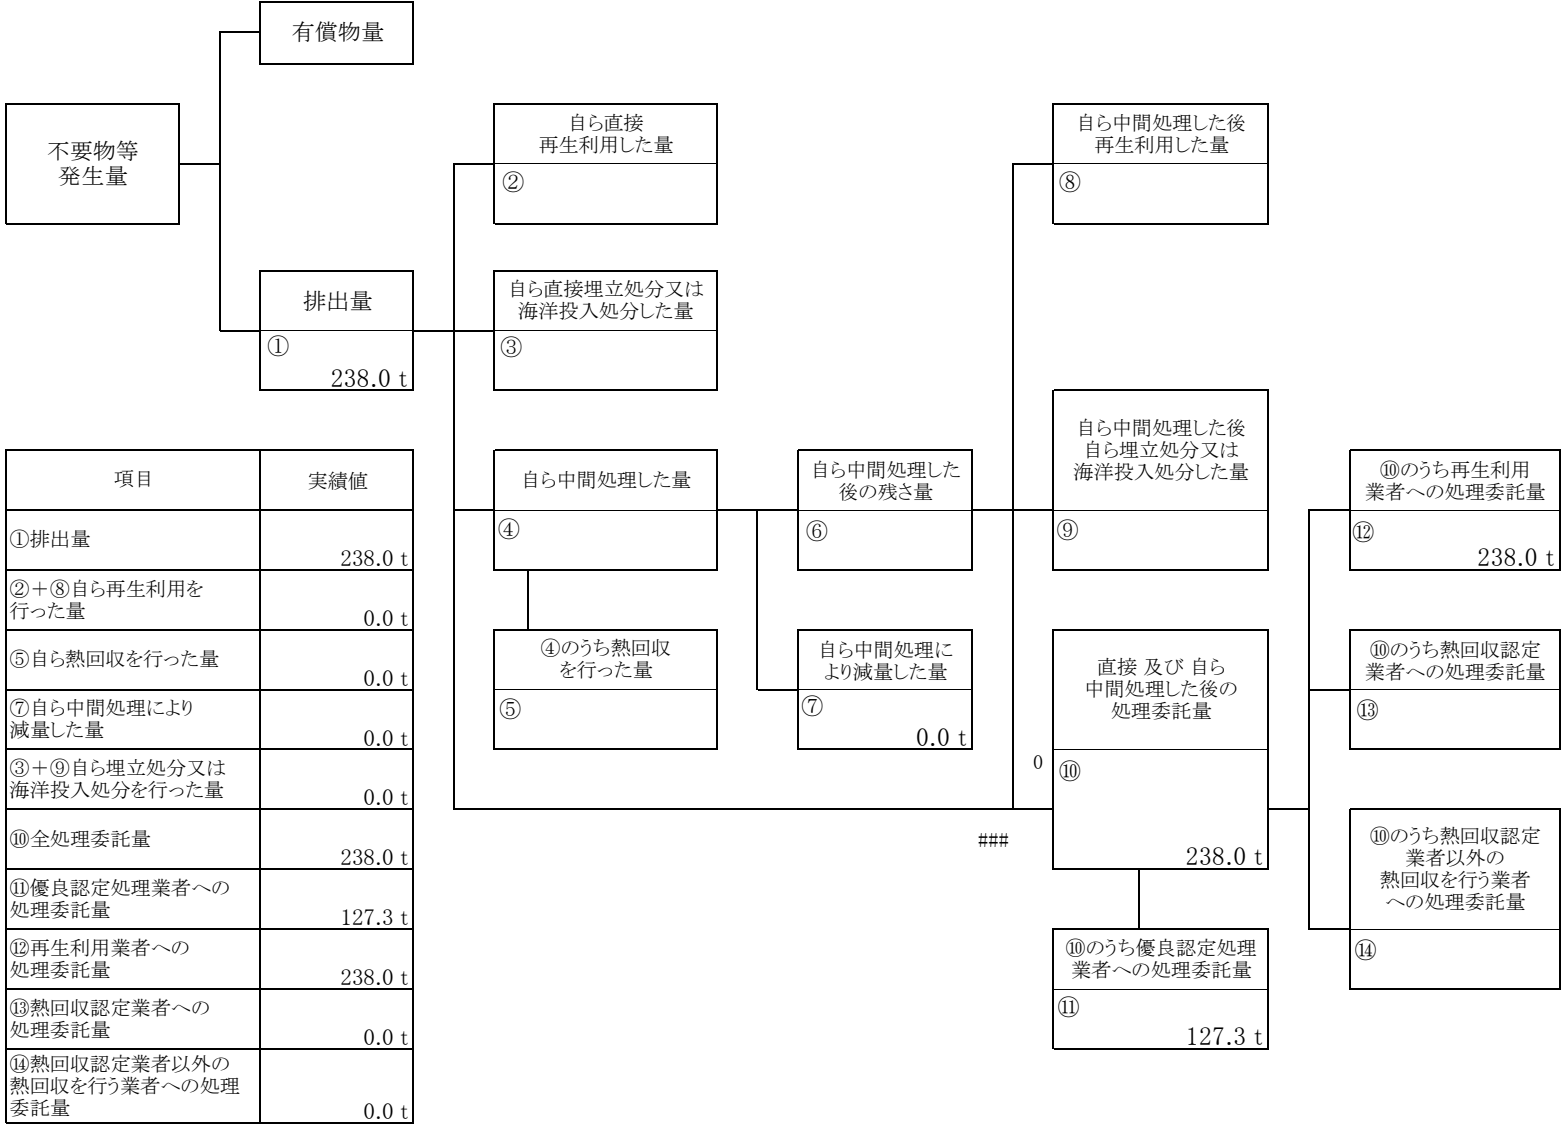 有償物量
不要物等
発生量
自ら直接
再生利用した量
②
自ら中間処理した後
再生利用した量
⑧
排出量
①
238.0 t
自ら直接埋立処分又は
海洋投入処分した量
③
自ら中間処理した量
④
自ら中間処理した
後の残さ量
⑥
自ら中間処理した後
自ら埋立処分又は
海洋投入処分した量
⑨
⑩のうち再生利用
業者への処理委託量
⑫
238.0 t
④のうち熱回収
を行った量
⑤
自ら中間処理に
より減量した量
⑦
0.0 t
直接 及び 自ら
中間処理した後の
処理委託量
0
⑩
238.0 t
###
⑩のうち熱回収認定
業者への処理委託量
⑬
⑩のうち熱回収認定
業者以外の
熱回収を行う業者
への処理委託量
⑭
⑩のうち優良認定処理
業者への処理委託量
⑪
127.3 t
項目 実績値
①排出量
238.0 t
②＋⑧自ら再生利用を
行った量
0.0 t
⑤自ら熱回収を行った量
0.0 t
⑦自ら中間処理により
減量した量
0.0 t
③＋⑨自ら埋立処分又は
海洋投入処分を行った量
0.0 t
⑩全処理委託量
238.0 t
⑪優良認定処理業者への
処理委託量
127.3 t
⑫再生利用業者への
処理委託量
238.0 t
⑬熱回収認定業者への
処理委託量
0.0 t
⑭熱回収認定業者以外の
熱回収を行う業者への処理
委託量
0.0 t